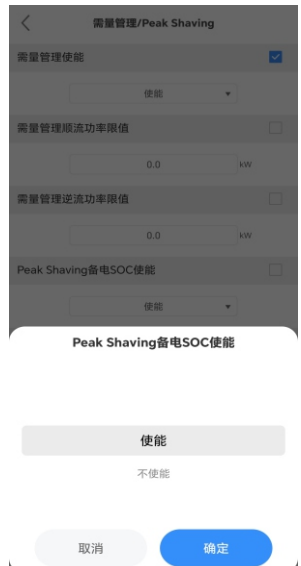 需量管理/Peak Shaving
需量管理使能
使能
需量管理顺流功率限值
0.0 kW
需量管理逆流功率限值
0.0 kW
Peak Shaving备电SOC使能
使能
Peak Shaving备电SOC使能
使能
不使能
取消 确定